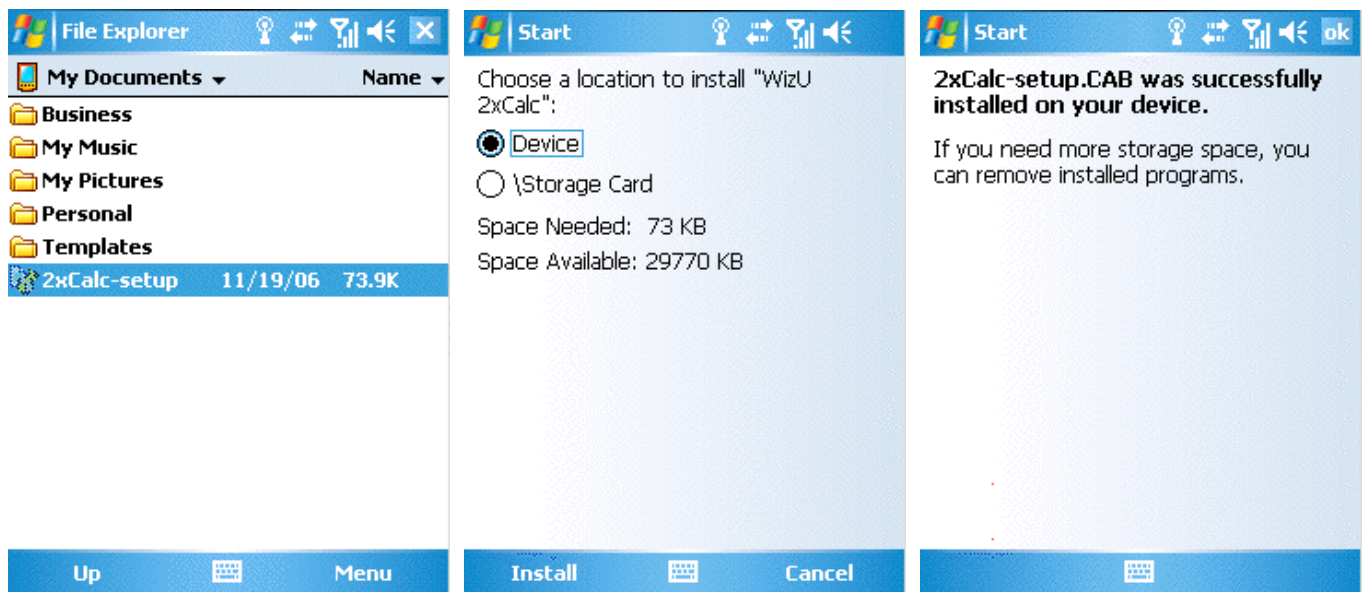 File Explorer
My Documents Name
Business
My Music
My Pictures
Personal
Templates
2xCalc-setup 11/19/06 73.9K
Up Menu
Start
Choose a location to install "WizU
2xCalc":
Device
\Storage Card
Space Needed: 73 KB
Space Available: 29770 KB
Install Cancel
Start ok
2xCalc-setup.CAB was successfully
installed on your device.
If you need more storage space, you
can remove installed programs.